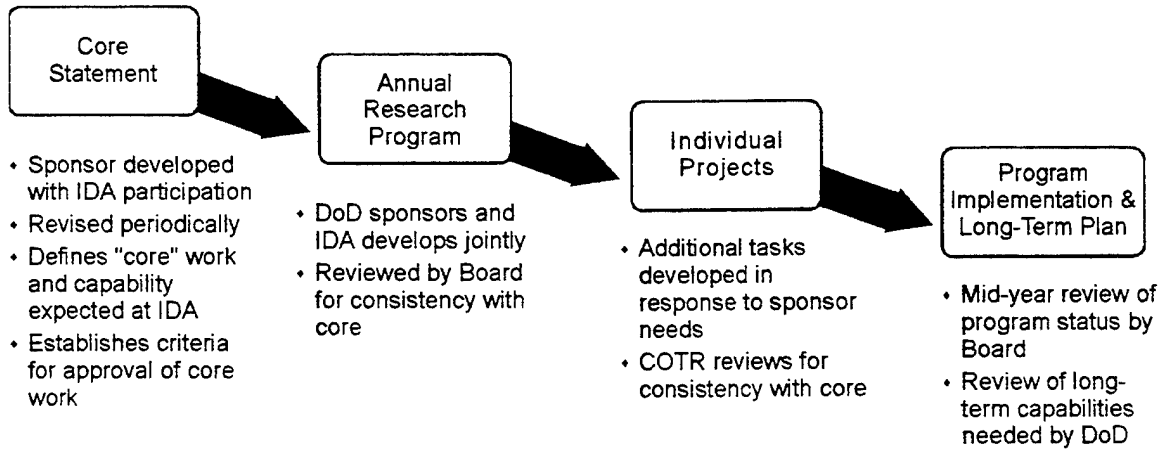 Core
Statement
• Sponsor developed
with IDA participation
• Revised periodically
• Defines "core" work
and capability
expected at IDA
• Establishes criteria
for approval of core
work
Annual
Research
Program
• DoD sponsors and
IDA develops jointly
• Reviewed by Board
for consistency with
core
Individual
Projects
• Additional tasks
developed in
response to sponsor
needs
• COTR reviews for
consistency with core
Program
Implementation &
Long-Term Plan
• Mid-year review of
program status by
Board
• Review of long-
term capabilities
needed by DoD